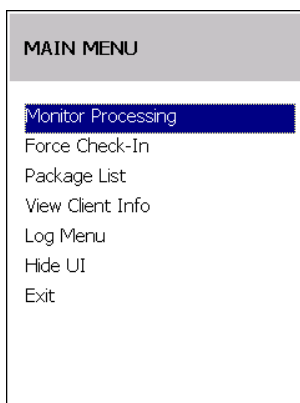 MAIN MENU
Monitor Processing
Force Check-In
Package List
View Client Info
Log Menu
Hide UI
Exit